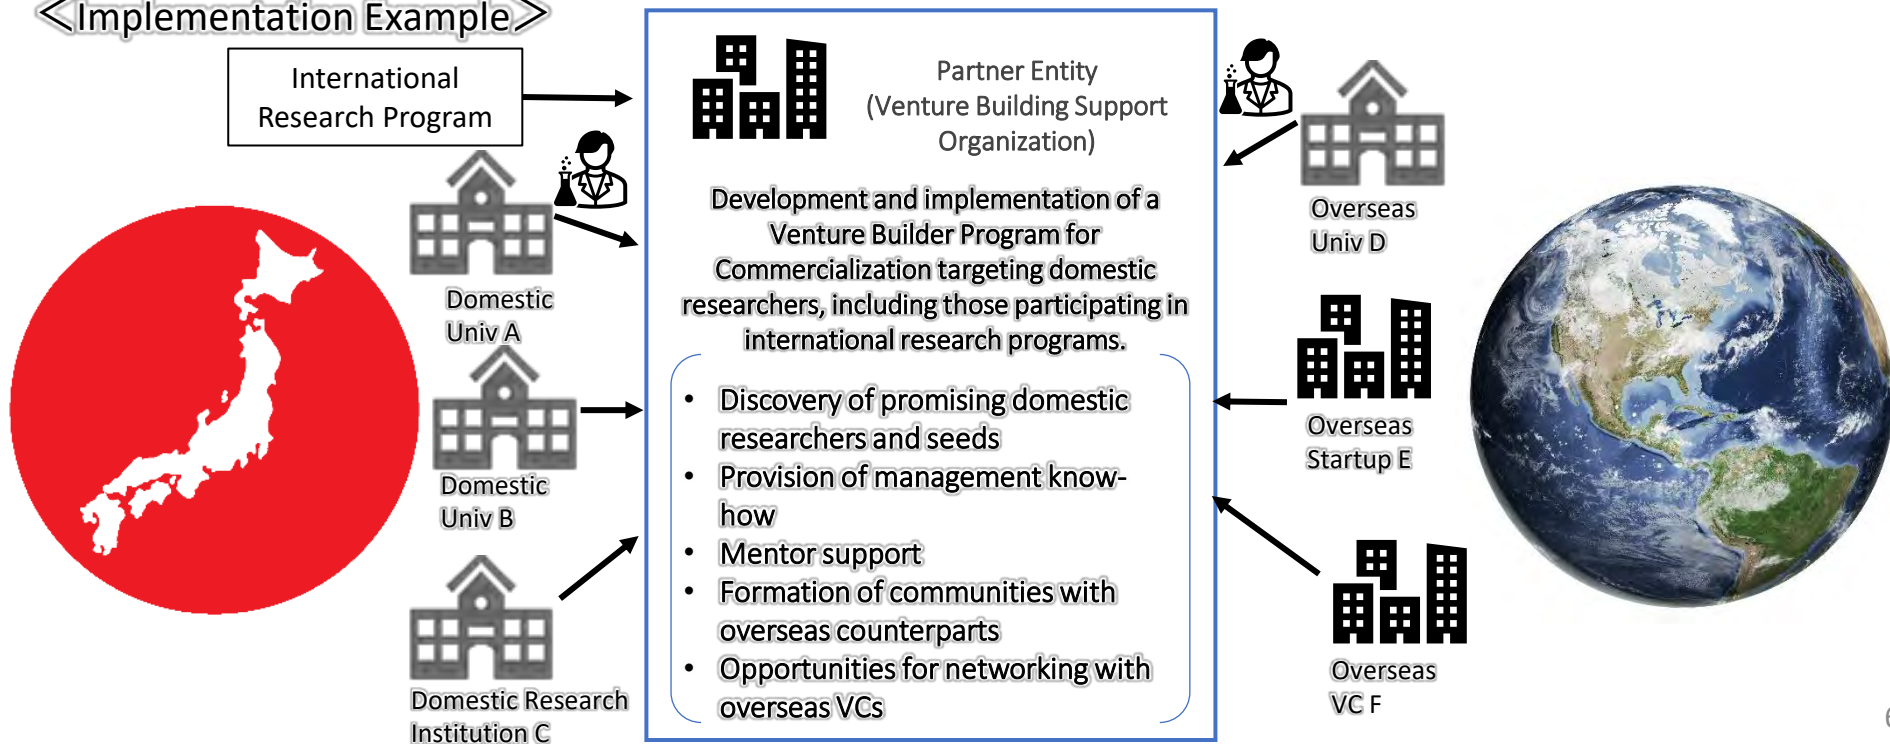 <Implementation Example>
International
Research Program
Domestic
Univ A
Domestic
Univ B
Domestic Research
Institution C
Partner Entity
(Venture Building Support
Organization)
Development and implementation of a
Venture Builder Program for
Commercialization targeting domestic
researchers, including those participating in
international research programs.
• Discovery of promising domestic
researchers and seeds
• Provision of management know-
how
• Mentor support
• Formation of communities with
overseas counterparts
• Opportunities for networking with
overseas VCs
Overseas
Univ D
Overseas
Startup E
Overseas
VC F